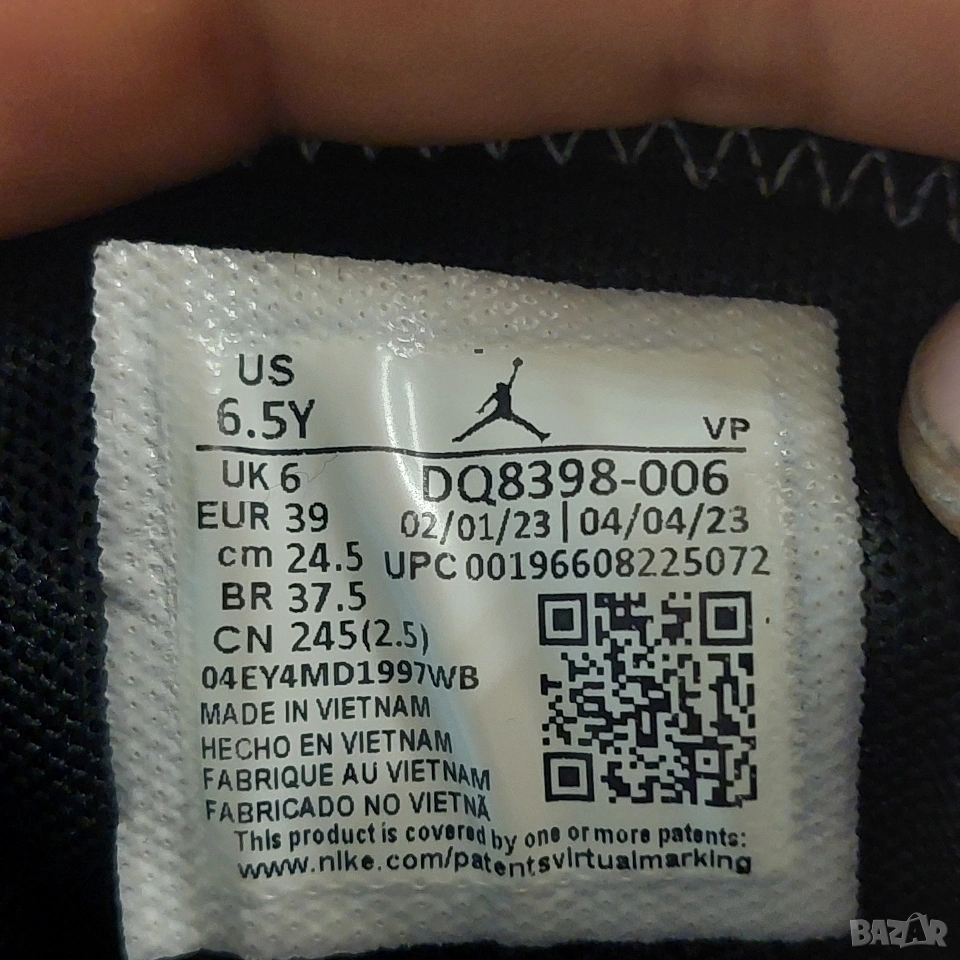 US
6.5Y
VP
UK 6
DQ8398-006
EUR 39
02/01/23 | 04/04/23
cm 24.5
UPC 00196608225072
BR 37.5
CN 245(2.5)
04EY4MD1997WB
MADE IN VIETNAM
HECHO EN VIETNAM
FABRIQUE AU VIETNAM
FABRICADO NO VIETNÃ
This product is covered by one or more patents:
www.nike.com/patentsvirtualmarking
BAZAR